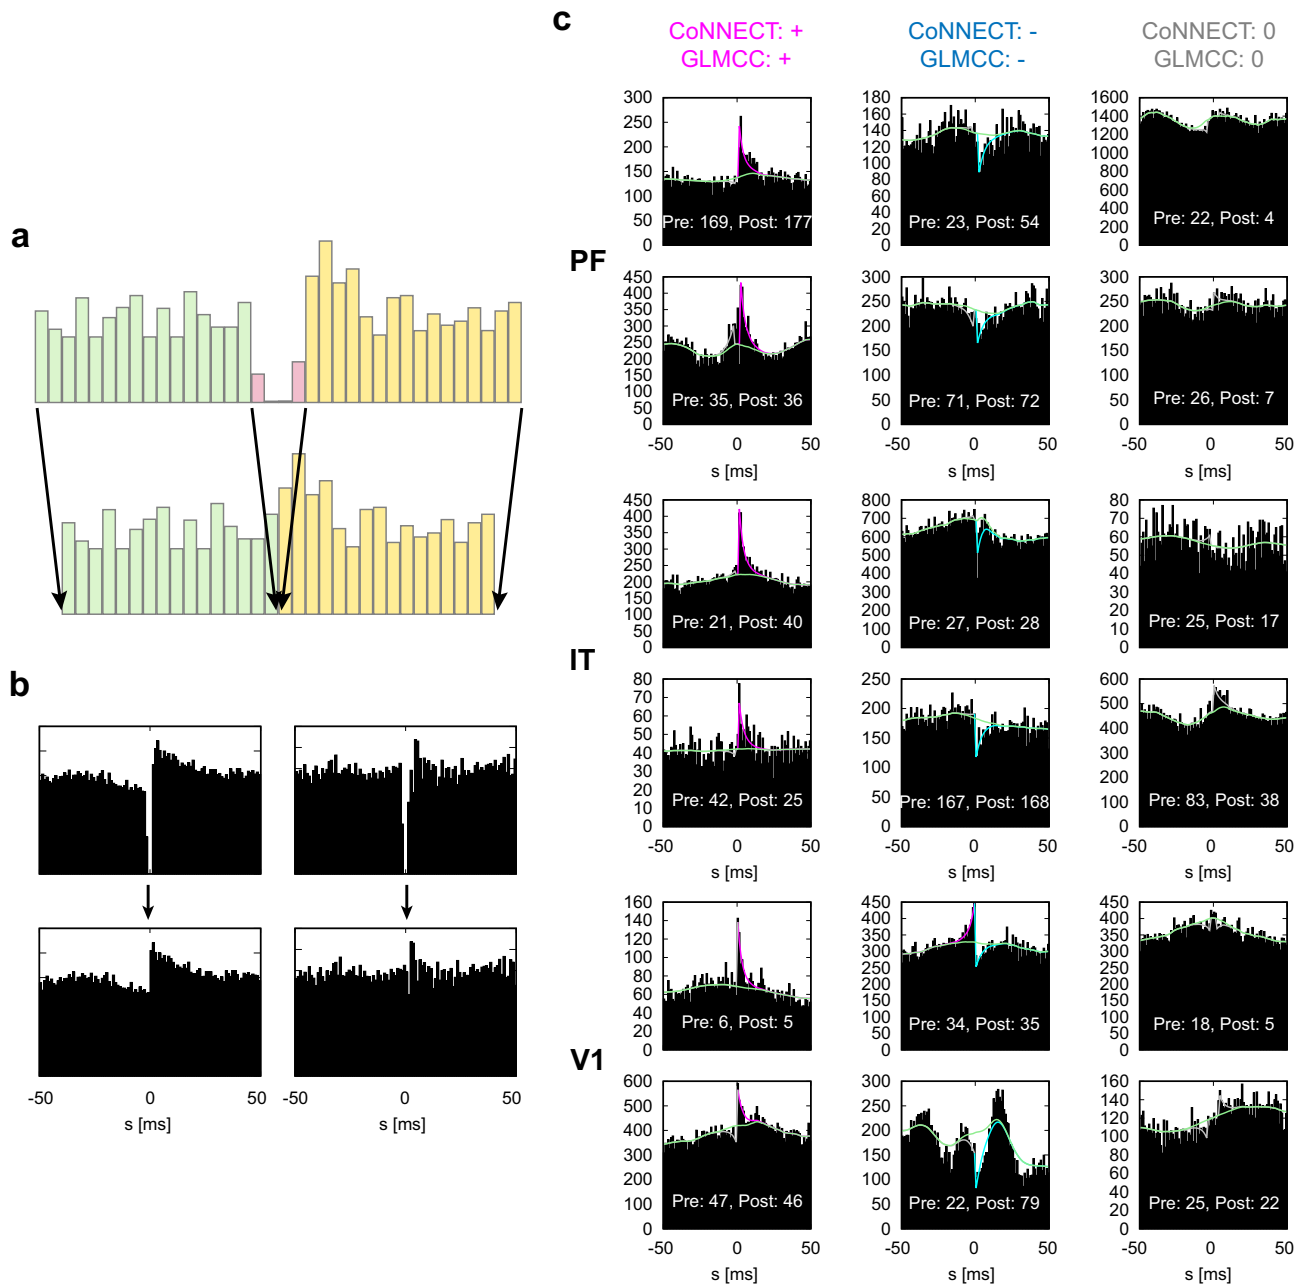 a
b
-50 0 50
s [ms]
-50 0 50
s [ms]
c
CoNNECT: +
GLMCC: +
CoNNECT: -
GLMCC: -
CoNNECT: 0
GLMCC: 0
PF
300
250
200
150
100
50
0
Pre: 169, Post: 177
180
160
140
120
100
80
60
40
20
0
Pre: 23, Post: 54
1600
1400
1200
1000
800
600
400
200
0
Pre: 22, Post: 4
450
400
350
300
250
200
150
100
50
0
Pre: 35, Post: 36
-50 0 50
s [ms]
300
250
200
150
100
50
0
Pre: 71, Post: 72
-50 0 50
s [ms]
300
250
200
150
100
50
0
Pre: 26, Post: 7
-50 0 50
s [ms]
IT
450
400
350
300
250
200
150
100
50
0
Pre: 21, Post: 40
800
700
600
500
400
300
200
100
0
Pre: 27, Post: 28
80
70
60
50
40
30
20
10
0
Pre: 25, Post: 17
80
70
60
50
40
30
20
10
0
Pre: 42, Post: 25
-50 0 50
s [ms]
250
200
150
100
50
0
Pre: 167, Post: 168
-50 0 50
s [ms]
600
500
400
300
200
100
0
Pre: 83, Post: 38
-50 0 50
s [ms]
V1
160
140
120
100
80
60
40
20
0
Pre: 6, Post: 5
450
400
350
300
250
200
150
100
50
0
Pre: 34, Post: 35
450
400
350
300
250
200
150
100
50
0
Pre: 18, Post: 5
600
500
400
300
200
100
0
Pre: 47, Post: 46
-50 0 50
s [ms]
300
250
200
150
100
50
0
Pre: 22, Post: 79
-50 0 50
s [ms]
160
140
120
100
80
60
40
20
0
Pre: 25, Post: 22
-50 0 50
s [ms]